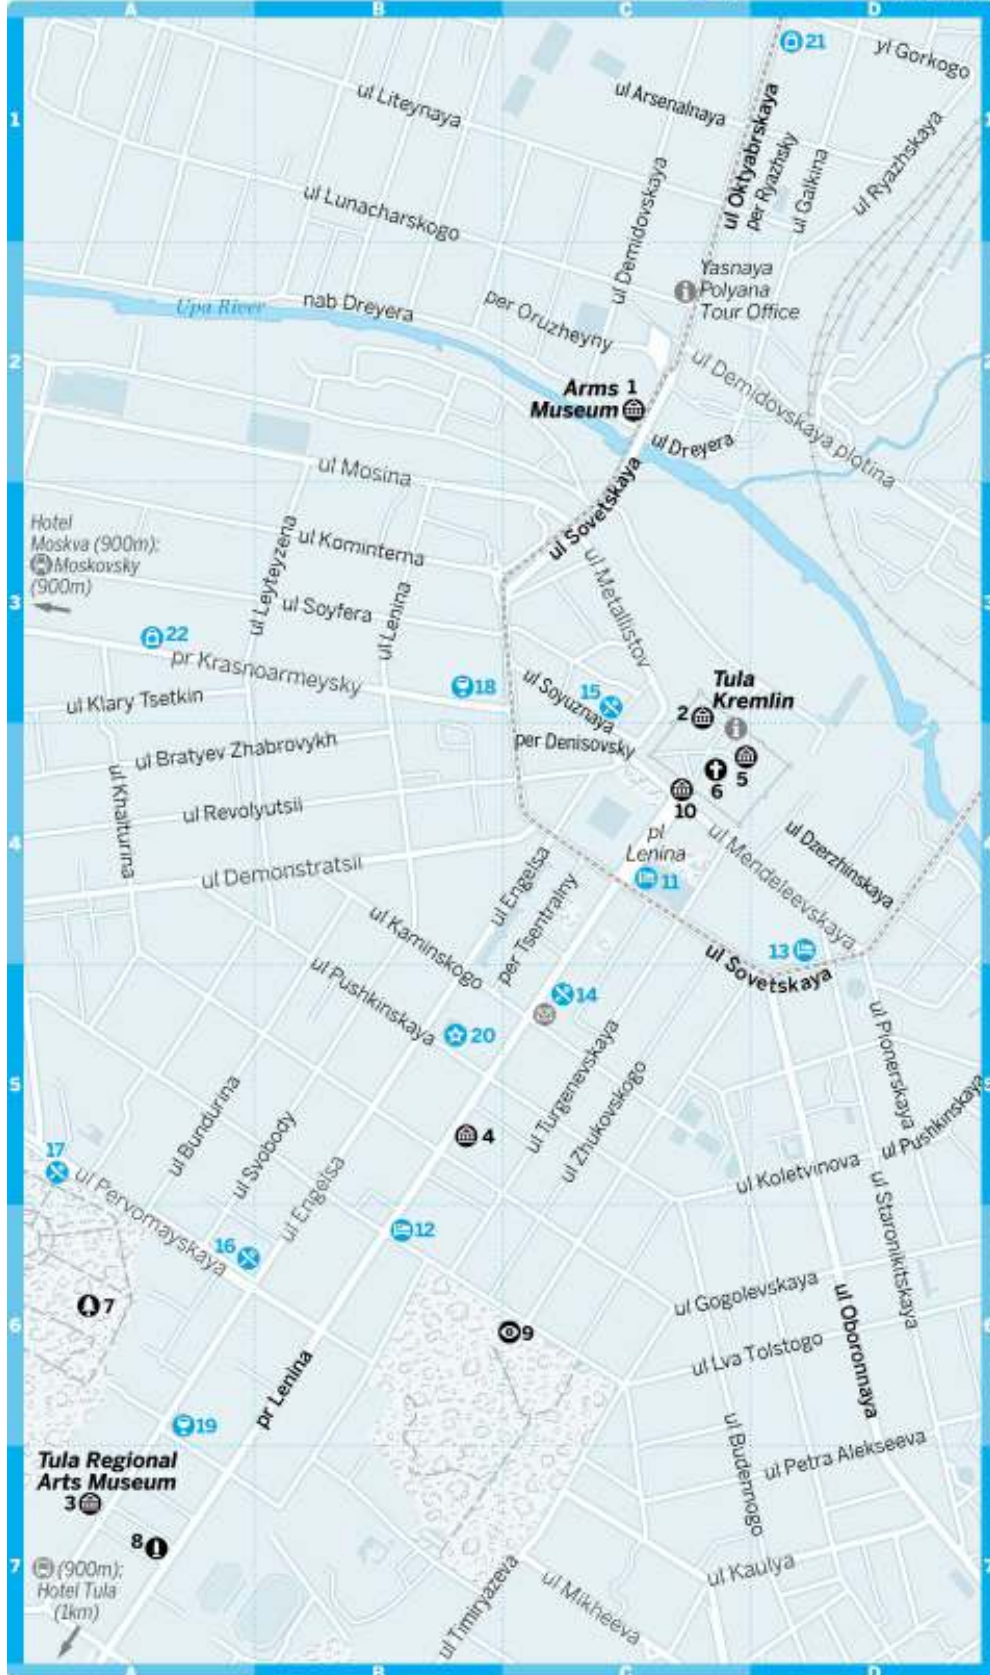 A
B
C
D
21
yl Gorkogo
ul Liteynaya
ul Arsenalnaya
1
1
ul Oktyabrskaya
per Ryazhsky
ul Galkina
ul Ryazhskaya
ul Lunacharskogo
ul Demidovskaya
Yasnaya
Polyana
Tour Office
Upa River
nab Dreyera
per Oruzheyny
2
2
ul Demidovskaya plotina
Arms 1
Museum
ul Dreyera
ul Mosina
ul Sovetskaya
Hotel
Moskva (900m);
Moskovsky
(900m)
ul Kominterna
ul Leyteyzena
ul Metallistov
3
3
ul Soyfera
ul Lenina
22
pr Krasnoarmeysky
18
ul Soyuznaya
15
Tula
Kremlin
2
ul Klary Tsetkin
per Denisovsky
ul Bratyev Zhabrovykh
5
6
10
ul Khalturina
ul Revolyutsii
4
4
pl
Lenina
ul Mendeleevskaya
ul Dzerzhinskaya
ul Demonstratsii
11
ul Engelsa
per Tsentralny
ul Kaminskogo
13
ul Sovetskaya
ul Pushkinskaya
14
20
ul Pionerskaya
ul Turgenevskaya
ul Zhukovskogo
5
5
ul Bundurina
ul Svobody
4
ul Pushkinskaya
17
ul Pervomayskaya
ul Engelsa
ul Koletvinova
ul Staronikitskaya
16
12
7
ul Gogolevskaya
ul Oboronnaya
6
6
9
ul Lva Tolstogo
pr Lenina
19
ul Budennogo
ul Petra Alekseeva
Tula Regional
Arts Museum
3
8
7
7
(900m);
Hotel Tula
(1km)
ul Timiryazeva
ul Mikheeva
ul Kaulya
A
B
C
D